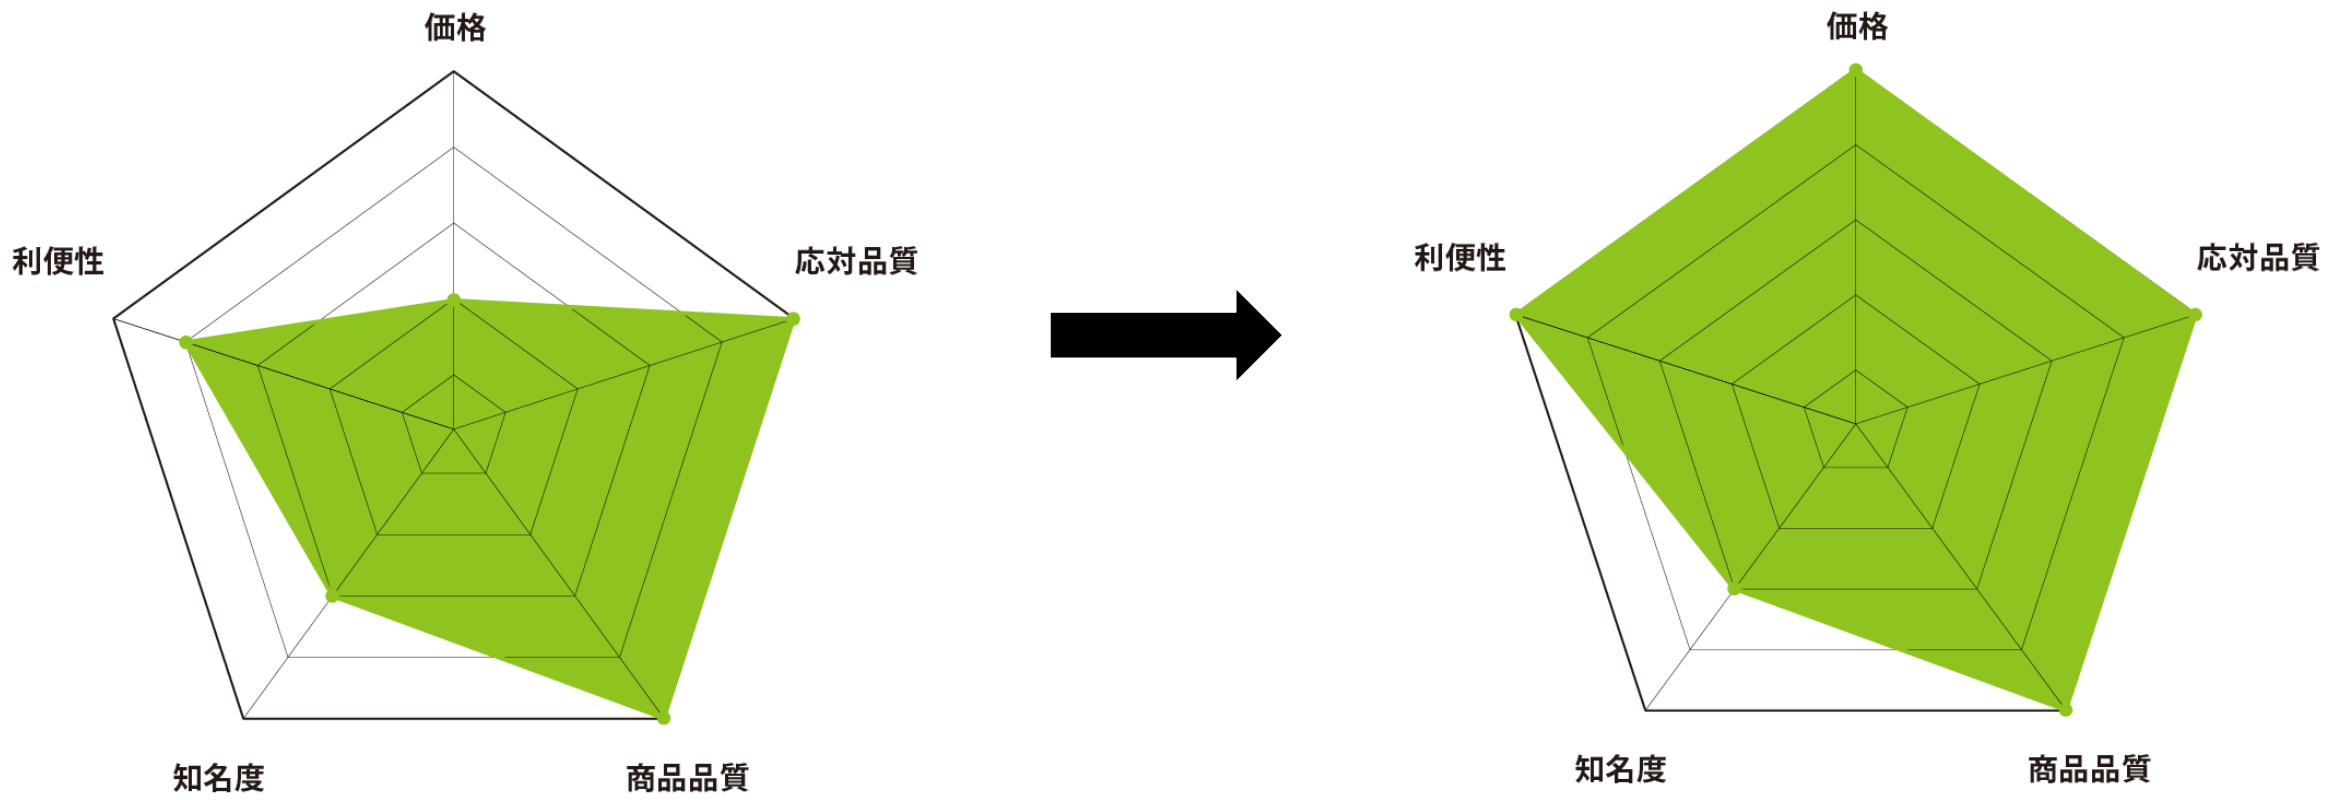 価格
利便性
応対品質
知名度
商品品質
価格
利便性
応対品質
知名度
商品品質